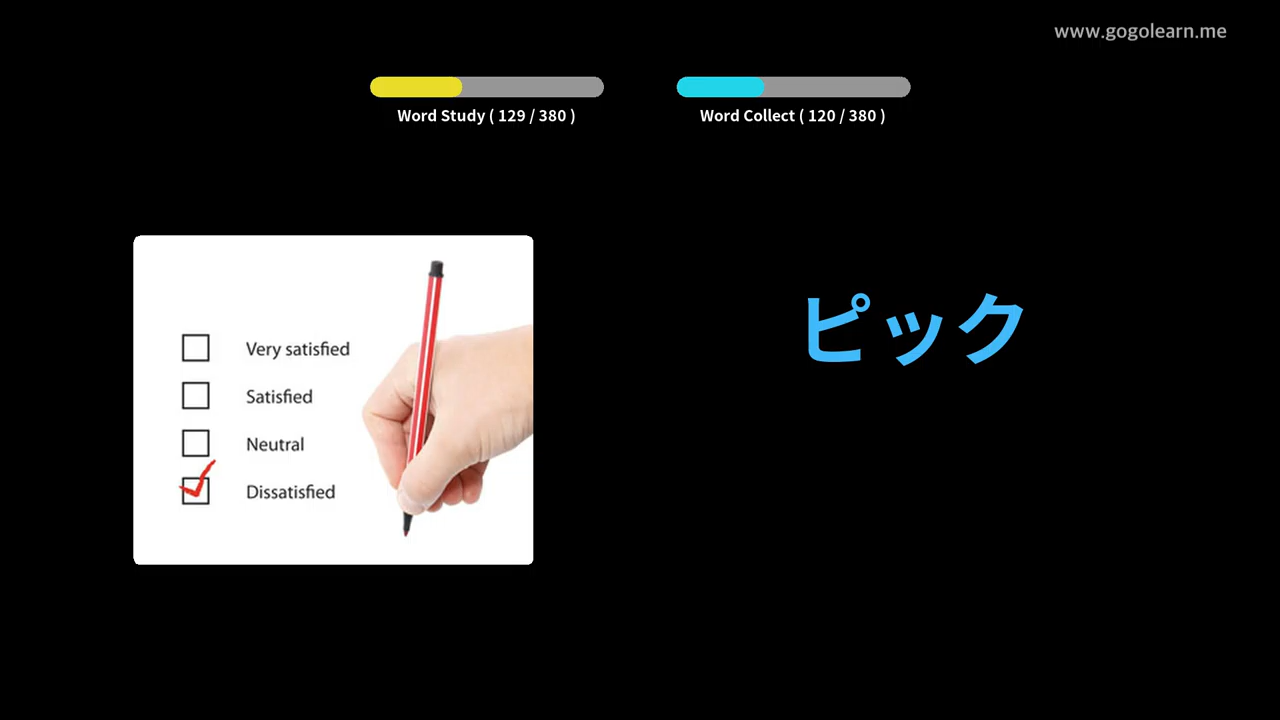 www.gogolearn.me
Word Study ( 129 / 380 )
Word Collect ( 120 / 380 )
ピック
Very satisfied
Satisfied
Neutral
Dissatisfied